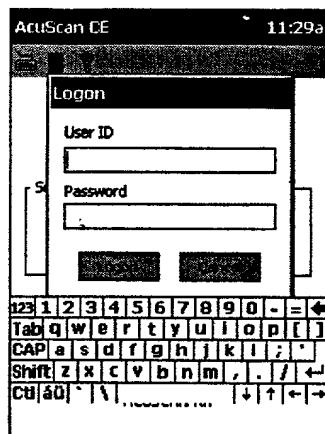 AcuScan CE 11:29a
Logon
User ID
Password
123 1 2 3 4 5 6 7 8 9 0 - =
Tab q w e r t y u i o p [ ]
CAP a s d f g h j k l ; '
Shift z x c v b n m , . /
Ctl áü ` \